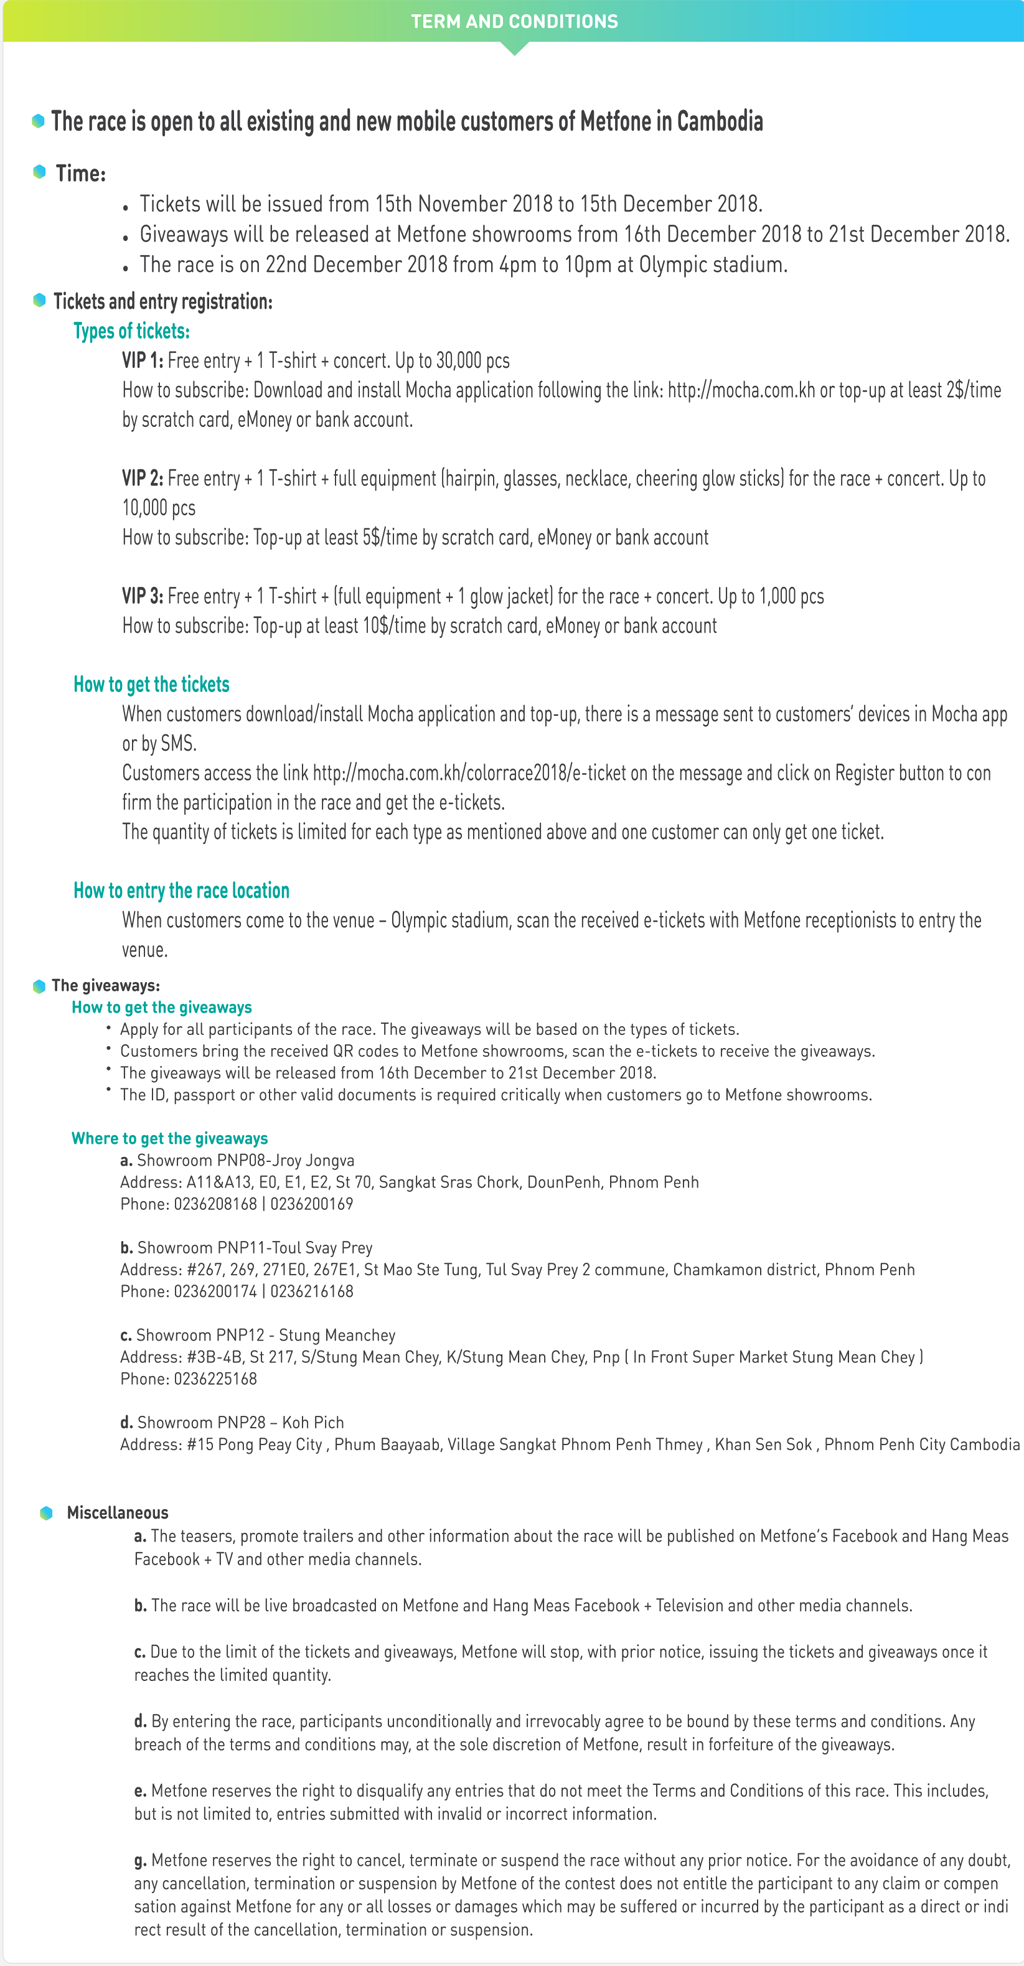 TERM AND CONDITIONS
The race is open to all existing and new mobile customers of Metfone in Cambodia
Time:
• Tickets will be issued from 15th November 2018 to 15th December 2018.
• Giveaways will be released at Metfone showrooms from 16th December 2018 to 21st December 2018.
• The race is on 22nd December 2018 from 4pm to 10pm at Olympic stadium.
Tickets and entry registration:
Types of tickets:
VIP 1: Free entry + 1 T-shirt + concert. Up to 30,000 pcs
How to subscribe: Download and install Mocha application following the link: http://mocha.com.kh or top-up at least 2$/time
by scratch card, eMoney or bank account.
VIP 2: Free entry + 1 T-shirt + full equipment (hairpin, glasses, necklace, cheering glow sticks) for the race + concert. Up to
10,000 pcs
How to subscribe: Top-up at least 5$/time by scratch card, eMoney or bank account
VIP 3: Free entry + 1 T-shirt + (full equipment + 1 glow jacket) for the race + concert. Up to 1,000 pcs
How to subscribe: Top-up at least 10$/time by scratch card, eMoney or bank account
How to get the tickets
When customers download/install Mocha application and top-up, there is a message sent to customers’ devices in Mocha app
or by SMS.
Customers access the link http://mocha.com.kh/colorrace2018/e-ticket on the message and click on Register button to con
firm the participation in the race and get the e-tickets.
The quantity of tickets is limited for each type as mentioned above and one customer can only get one ticket.
How to entry the race location
When customers come to the venue – Olympic stadium, scan the received e-tickets with Metfone receptionists to entry the
venue.
The giveaways:
How to get the giveaways
• Apply for all participants of the race. The giveaways will be based on the types of tickets.
• Customers bring the received QR codes to Metfone showrooms, scan the e-tickets to receive the giveaways.
• The giveaways will be released from 16th December to 21st December 2018.
• The ID, passport or other valid documents is required critically when customers go to Metfone showrooms.
Where to get the giveaways
a. Showroom PNP08-Jroy Jongva
Address: A11&A13, E0, E1, E2, St 70, Sangkat Sras Chork, DounPenh, Phnom Penh
Phone: 0236208168 | 0236200169
b. Showroom PNP11-Toul Svay Prey
Address: #267, 269, 271E0, 267E1, St Mao Ste Tung, Tul Svay Prey 2 commune, Chamkamon district, Phnom Penh
Phone: 0236200174 | 0236216168
c. Showroom PNP12 - Stung Meanchey
Address: #3B-4B, St 217, S/Stung Mean Chey, K/Stung Mean Chey, Pnp ( In Front Super Market Stung Mean Chey )
Phone: 0236225168
d. Showroom PNP28 – Koh Pich
Address: #15 Pong Peay City , Phum Baayaab, Village Sangkat Phnom Penh Thmey , Khan Sen Sok , Phnom Penh City Cambodia
Miscellaneous
a. The teasers, promote trailers and other information about the race will be published on Metfone’s Facebook and Hang Meas
Facebook + TV and other media channels.
b. The race will be live broadcasted on Metfone and Hang Meas Facebook + Television and other media channels.
c. Due to the limit of the tickets and giveaways, Metfone will stop, with prior notice, issuing the tickets and giveaways once it
reaches the limited quantity.
d. By entering the race, participants unconditionally and irrevocably agree to be bound by these terms and conditions. Any
breach of the terms and conditions may, at the sole discretion of Metfone, result in forfeiture of the giveaways.
e. Metfone reserves the right to disqualify any entries that do not meet the Terms and Conditions of this race. This includes,
but is not limited to, entries submitted with invalid or incorrect information.
g. Metfone reserves the right to cancel, terminate or suspend the race without any prior notice. For the avoidance of any doubt,
any cancellation, termination or suspension by Metfone of the contest does not entitle the participant to any claim or compen
sation against Metfone for any or all losses or damages which may be suffered or incurred by the participant as a direct or indi
rect result of the cancellation, termination or suspension.